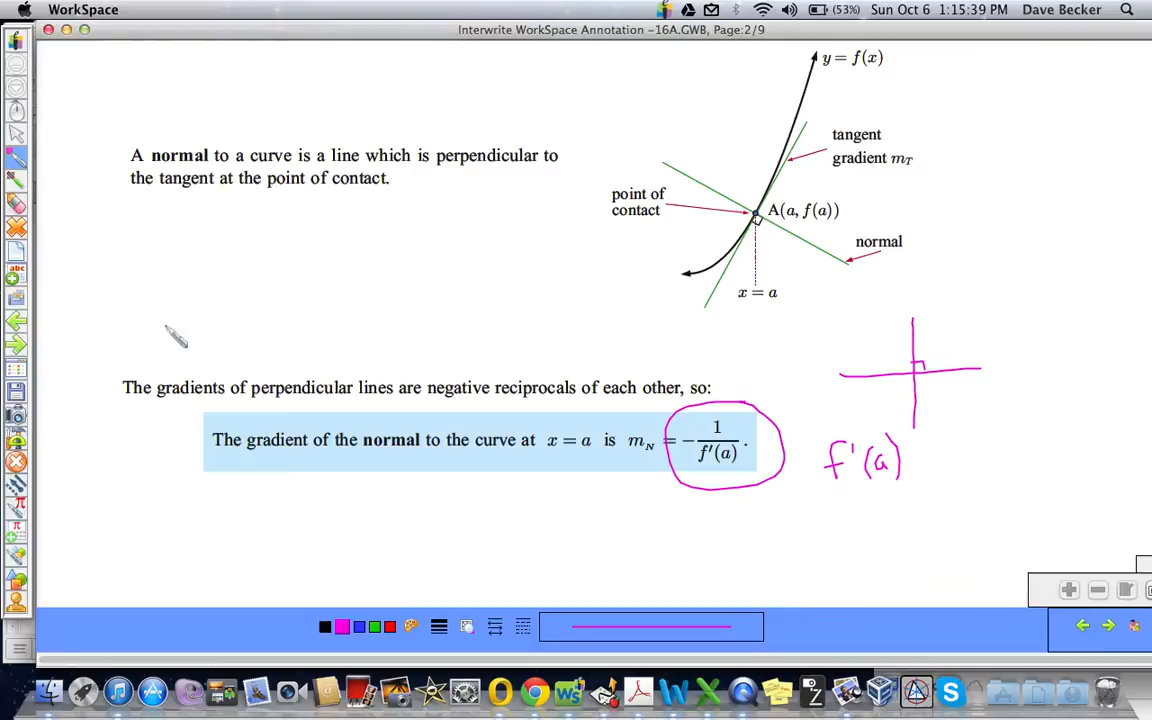 WorkSpace
(53%)
Sun Oct 6 1:15:39 PM
Dave Becker
Interwrite WorkSpace Annotation -16A.GWB, Page:2/9
y = f(x)
tangent
gradient m_T
A normal to a curve is a line which is perpendicular to
the tangent at the point of contact.
point of
contact
A(a, f(a))
normal
x = a
The gradients of perpendicular lines are negative reciprocals of each other, so:
The gradient of the normal to the curve at x = a is m_N = −1/f′(a).
f'(a)